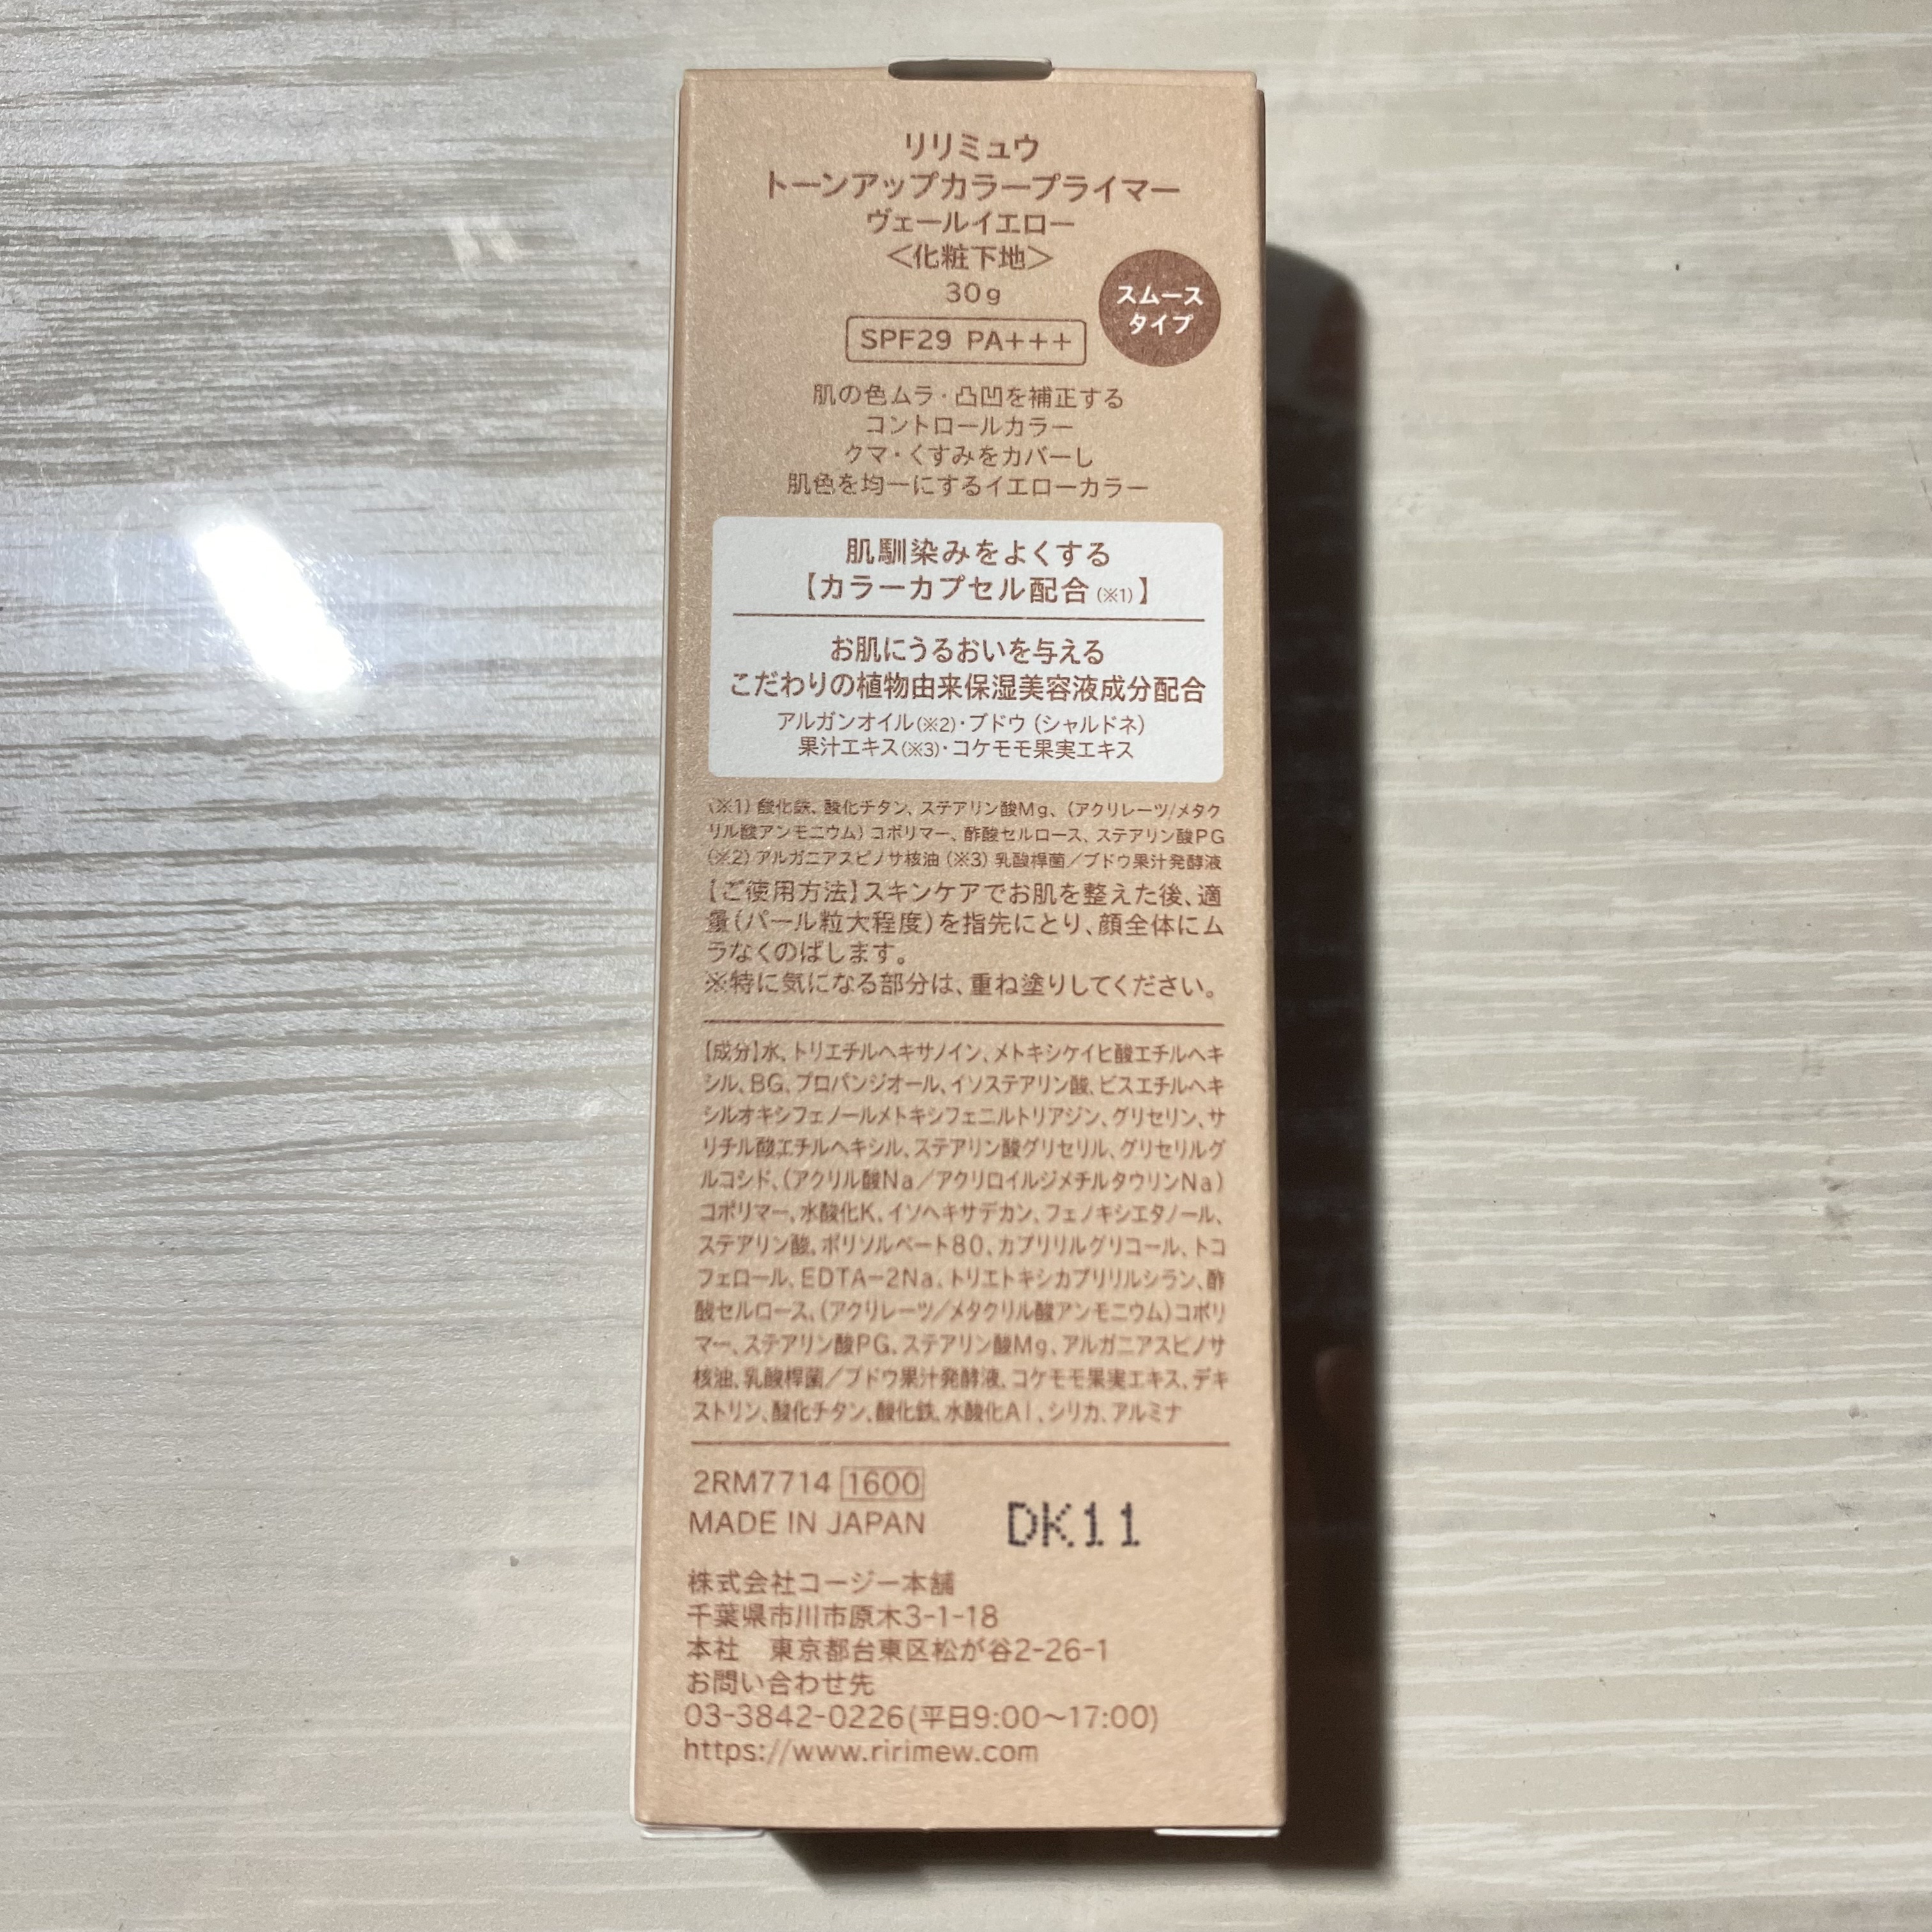 リリミュウ
トーンアップカラープライマー
ヴェールイエロー
＜化粧下地＞
30g
SPF29 PA+++
スムース
タイプ
肌の色ムラ・凸凹を補正する
コントロールカラー
クマ・くすみをカバーし
肌色を均一にするイエローカラー
肌馴染みをよくする
【カラーカプセル配合(※1)】
お肌にうるおいを与える
こだわりの植物由来保湿美容液成分配合
アルガンオイル(※2)・ブドウ（シャルドネ）
果汁エキス(※3)・コケモモ果実エキス
(※1)酸化鉄、酸化チタン、ステアリン酸Mg、(アクリレーツ/メタク
リル酸アンモニウム)コポリマー、酢酸セルロース、ステアリン酸PG
(※2)アルガニアスピノサ核油(※3)乳酸桿菌／ブドウ果汁発酵液
【ご使用方法】スキンケアでお肌を整えた後、適
量(パール粒大程度)を指先にとり、顔全体にム
ラなくのばします。
※特に気になる部分は、重ね塗りしてください。
【成分】水、トリエチルヘキサノイン、メトキシケイヒ酸エチルヘキ
シル、BG、プロパンジオール、イソステアリン酸、ビスエチルヘキ
シルオキシフェノールメトキシフェニルトリアジン、グリセリン、サ
リチル酸エチルヘキシル、ステアリン酸グリセリル、グリセリルグ
ルコシド、(アクリル酸Na／アクリロイルジメチルタウリンNa)
コポリマー、水酸化K、イソヘキサデカン、フェノキシエタノール、
ステアリン酸、ポリソルベート80、カプリリルグリコール、トコ
フェロール、EDTA-2Na、トリエトキシカプリリルシラン、酢
酸セルロース、(アクリレーツ／メタクリル酸アンモニウム)コポリ
マー、ステアリン酸PG、ステアリン酸Mg、アルガニアスピノサ
核油、乳酸桿菌／ブドウ果汁発酵液、コケモモ果実エキス、デキ
ストリン、酸化チタン、酸化鉄、水酸化Al、シリカ、アルミナ
2RM7714 1600
MADE IN JAPAN
DK11
株式会社コージー本舗
千葉県市川市原木3-1-18
本社　東京都台東区松が谷2-26-1
お問い合わせ先
03-3842-0226(平日9:00〜17:00)
https://www.ririmew.com